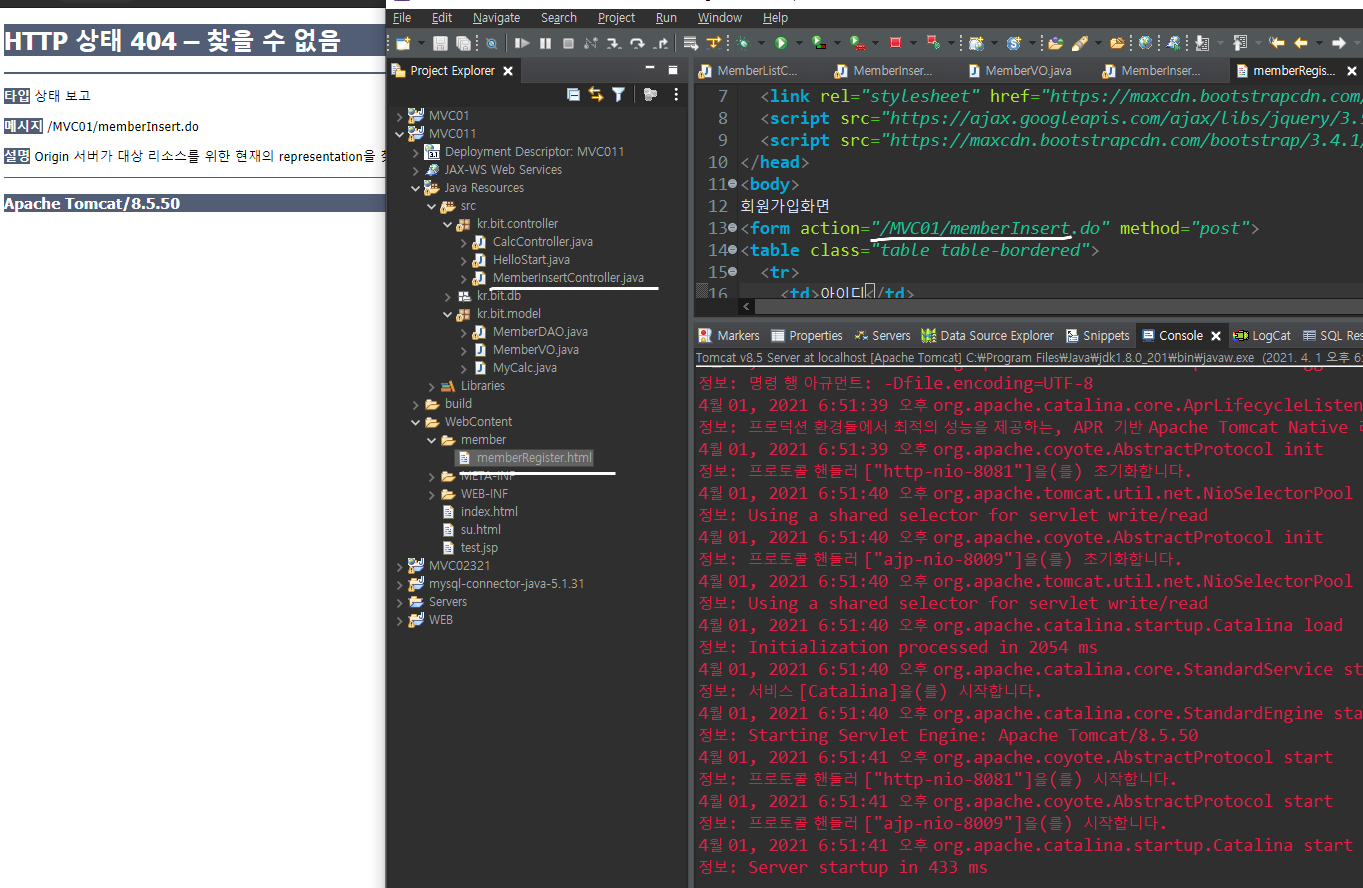 HTTP 상태 404 – 찾을 수 없음
타입 상태 보고
메시지 /MVC01/memberInsert.do
설명 Origin 서버가 대상 리소스를 위한 현재의 representation을
Apache Tomcat/8.5.50
File Edit Navigate Search Project Run Window Help
Project Explorer
MVC01
MVC011
Deployment Descriptor: MVC011
JAX-WS Web Services
Java Resources
src
kr.bit.controller
CalcController.java
HelloStart.java
MemberInsertController.java
kr.bit.db
kr.bit.model
MemberDAO.java
MemberVO.java
MyCalc.java
Libraries
build
WebContent
member
memberRegister.html
META-INF
WEB-INF
index.html
su.html
test.jsp
MVC02321
mysql-connector-java-5.1.31
Servers
WEB
MemberListC... MemberInser... MemberVO.java MemberInser... memberRegis...
7 <link rel="stylesheet" href="https://maxcdn.bootstrapcdn.com/
8 <script src="https://ajax.googleapis.com/ajax/libs/jquery/3.
9 <script src="https://maxcdn.bootstrapcdn.com/bootstrap/3.4.1/
10 </head>
11 <body>
12 회원가입화면
13 <form action="/MVC01/memberInsert.do" method="post">
14 <table class="table table-bordered">
15 <tr>
16 <td>아이디</td>
Markers Properties Servers Data Source Explorer Snippets Console LogCat SQL Res
Tomcat v8.5 Server at localhost [Apache Tomcat] C:₩Program Files₩Java₩jdk1.8.0_201₩bin₩javaw.exe (2021. 4. 1 오후 6:
정보: 명령 행 아규먼트: -Dfile.encoding=UTF-8
4월 01, 2021 6:51:39 오후 org.apache.catalina.core.AprLifecycleListen
정보: 프로덕션 환경들에서 최적의 성능을 제공하는, APR 기반 Apache Tomcat Native
4월 01, 2021 6:51:39 오후 org.apache.coyote.AbstractProtocol init
정보: 프로토콜 핸들러 ["http-nio-8081"]을(를) 초기화합니다.
4월 01, 2021 6:51:40 오후 org.apache.tomcat.util.net.NioSelectorPool
정보: Using a shared selector for servlet write/read
4월 01, 2021 6:51:40 오후 org.apache.coyote.AbstractProtocol init
정보: 프로토콜 핸들러 ["ajp-nio-8009"]을(를) 초기화합니다.
4월 01, 2021 6:51:40 오후 org.apache.tomcat.util.net.NioSelectorPool
정보: Using a shared selector for servlet write/read
4월 01, 2021 6:51:40 오후 org.apache.catalina.startup.Catalina load
정보: Initialization processed in 2054 ms
4월 01, 2021 6:51:40 오후 org.apache.catalina.core.StandardService st
정보: 서비스 [Catalina]을(를) 시작합니다.
4월 01, 2021 6:51:40 오후 org.apache.catalina.core.StandardEngine sta
정보: Starting Servlet Engine: Apache Tomcat/8.5.50
4월 01, 2021 6:51:41 오후 org.apache.coyote.AbstractProtocol start
정보: 프로토콜 핸들러 ["http-nio-8081"]을(를) 시작합니다.
4월 01, 2021 6:51:41 오후 org.apache.coyote.AbstractProtocol start
정보: 프로토콜 핸들러 ["ajp-nio-8009"]을(를) 시작합니다.
4월 01, 2021 6:51:41 오후 org.apache.catalina.startup.Catalina start
정보: Server startup in 433 ms